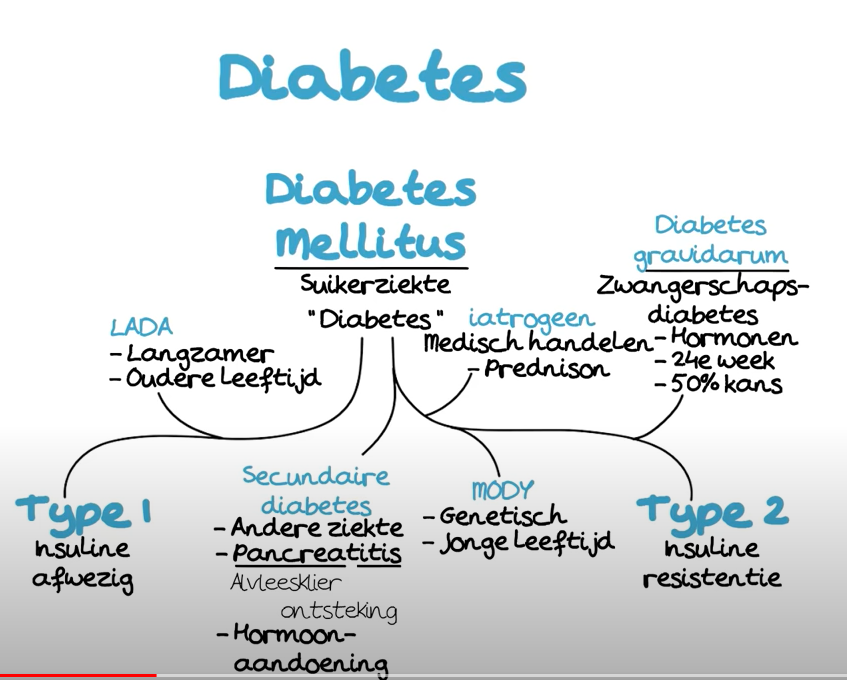 Diabetes
Diabetes
mellitus
Suikerziekte
"Diabetes"
LADA
- Langzamer
- Oudere leeftijd
iatrogeen
Medisch handelen
- Prednison
Diabetes
gravidarum
Zwangerschaps-
diabetes
- Hormonen
- 24e week
- 50% kans
Type 1
Insuline
afwezig
Secundaire
diabetes
- Andere ziekte
- Pancreatitis
Alvleesklier
ontsteking
- Hormoon-
aandoening
MODY
- Genetisch
- Jonge leeftijd
Type 2
Insuline
resistentie